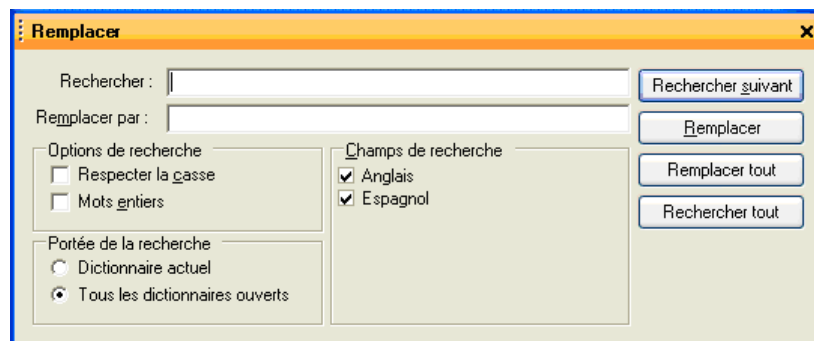 Remplacer
Rechercher :
Rechercher suivant
Remplacer par :
Remplacer
Options de recherche
Respecter la casse
Mots entiers
Champs de recherche
Anglais
Espagnol
Remplacer tout
Rechercher tout
Portée de la recherche
Dictionnaire actuel
Tous les dictionnaires ouverts